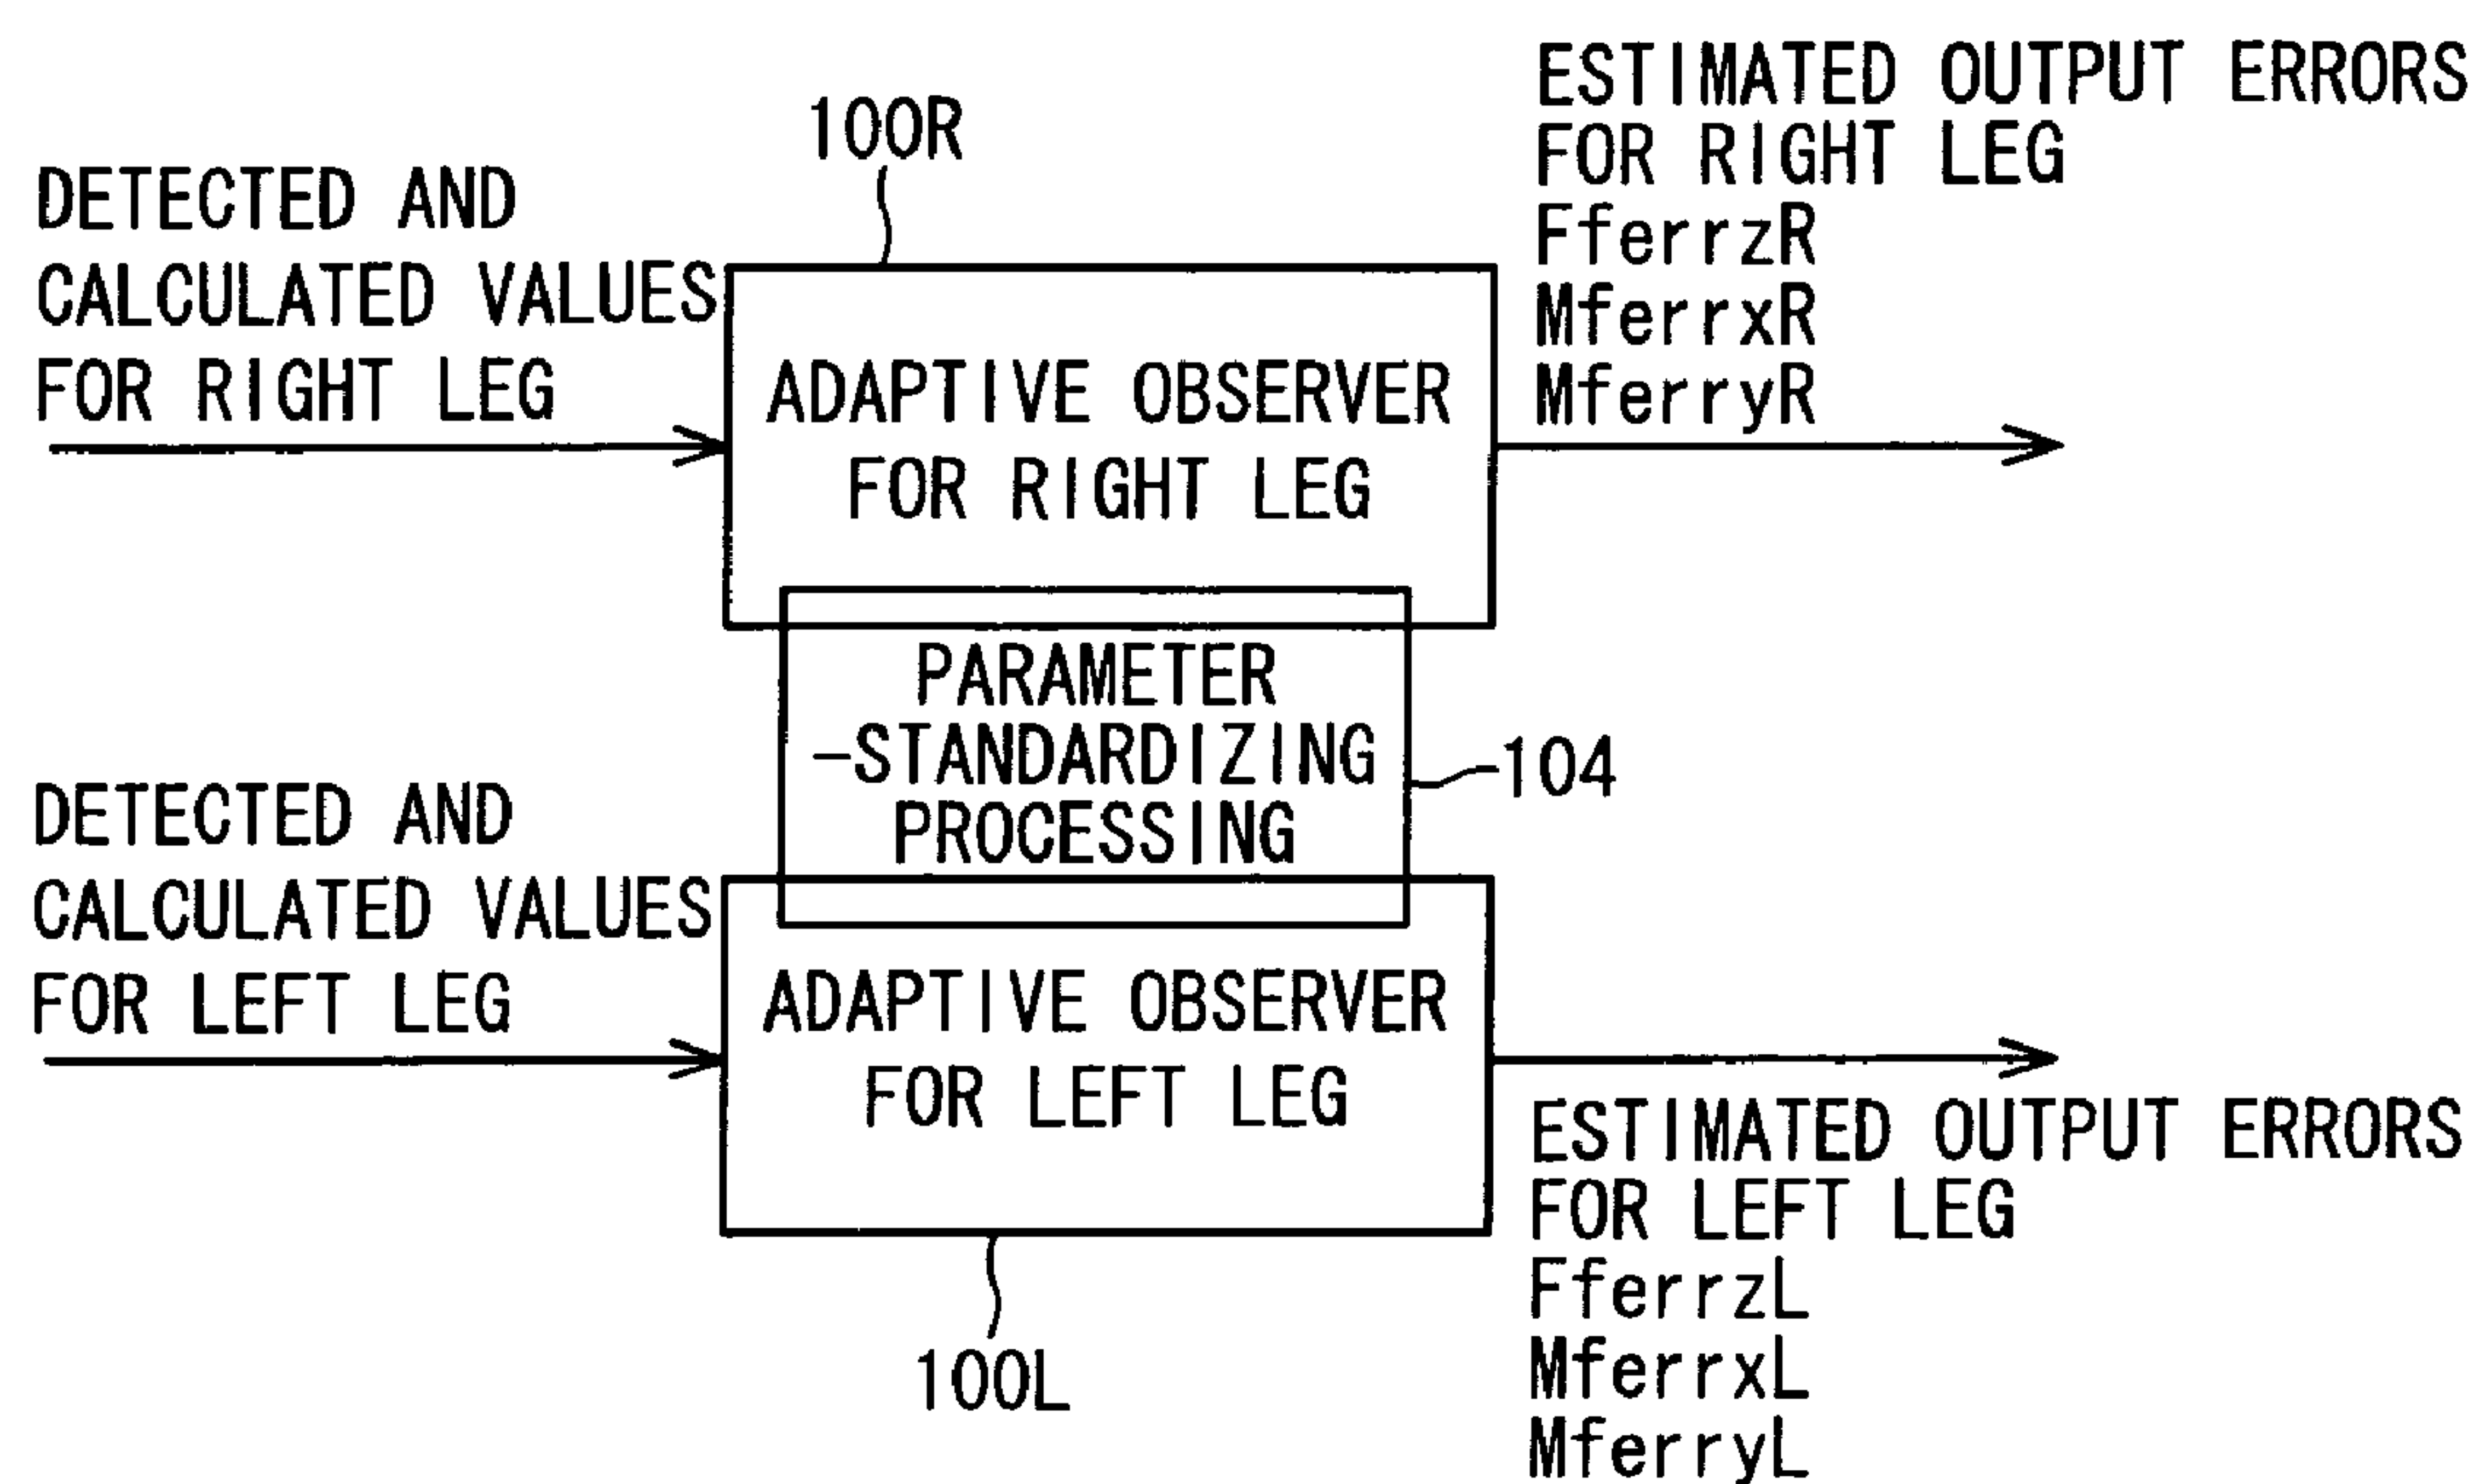 100R
DETECTED AND
CALCULATED VALUES
FOR RIGHT LEG
ADAPTIVE OBSERVER
FOR RIGHT LEG
ESTIMATED OUTPUT ERRORS
FOR RIGHT LEG
FferrzR
MferrxR
MferryR
PARAMETER
-STANDARDIZING
PROCESSING
104
DETECTED AND
CALCULATED VALUES
FOR LEFT LEG
ADAPTIVE OBSERVER
FOR LEFT LEG
100L
ESTIMATED OUTPUT ERRORS
FOR LEFT LEG
FferrzL
MferrxL
MferryL